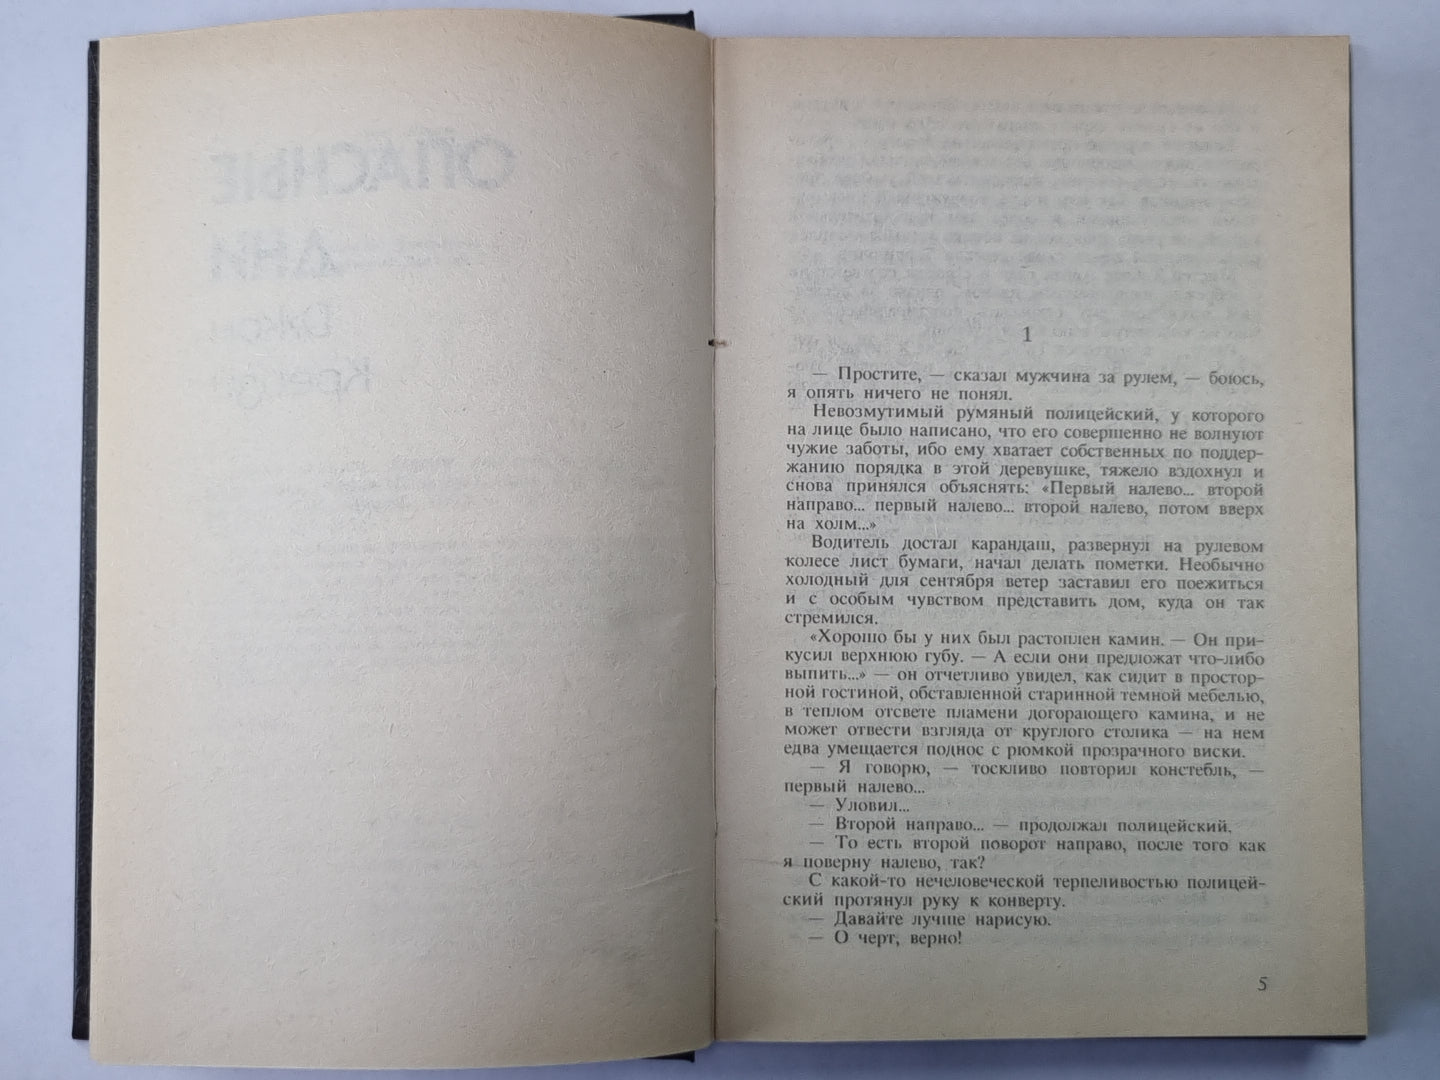 1
— Простите, — сказал мужчина за рулем, — боюсь,
я опять ничего не понял.
Невозмутимый румяный полицейский, у которого
на лице было написано, что его совершенно не волнуют
чужие заботы, ибо ему хватает собственных по поддер-
жанию порядка в этой деревушке, тяжело вздохнул и
снова принялся объяснять: «Первый налево... второй
направо... первый налево... второй налево, потом вверх
на холм...»
Водитель достал карандаш, развернул на рулевом
колесе лист бумаги, начал делать пометки. Необычно
холодный для сентября ветер заставил его поежиться
и с особым чувством представить дом, куда он так
стремился.
«Хорошо бы у них был растоплен камин. — Он при-
кусил верхнюю губу. — А если они предложат что-либо
выпить...» — он отчетливо увидел, как сидит в простор-
ной гостиной, обставленной старинной темной мебелью,
в теплом отсвете пламени догорающего камина, и не
может отвести взгляда от круглого столика — на нем
едва умещается поднос с рюмкой прозрачного виски.
— Я говорю, — тоскливо повторил констебль, —
первый налево...
— Уловил...
— Второй направо... — продолжал полицейский.
— То есть второй поворот направо, после того как
я поверну налево, так?
С какой-то нечеловеческой терпеливостью полицей-
ский протянул руку к конверту.
— Давайте лучше нарисую.
— О черт, верно!
5
ОПАСНЫЕ
ДНИ
Джон